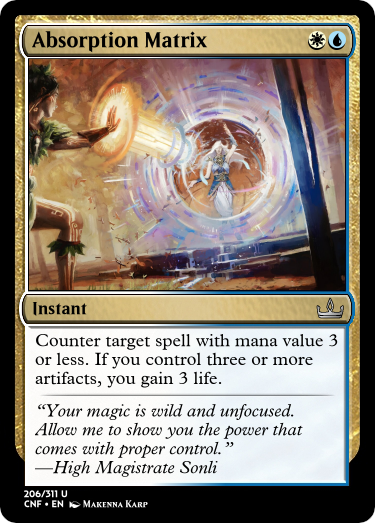 Absorption Matrix
Instant
Counter target spell with mana value 3
or less. If you control three or more
artifacts, you gain 3 life.
“Your magic is wild and unfocused.
Allow me to show you the power that
comes with proper control.”
—High Magistrate Sonli
206/311 U
CNF • EN Makenna Karp